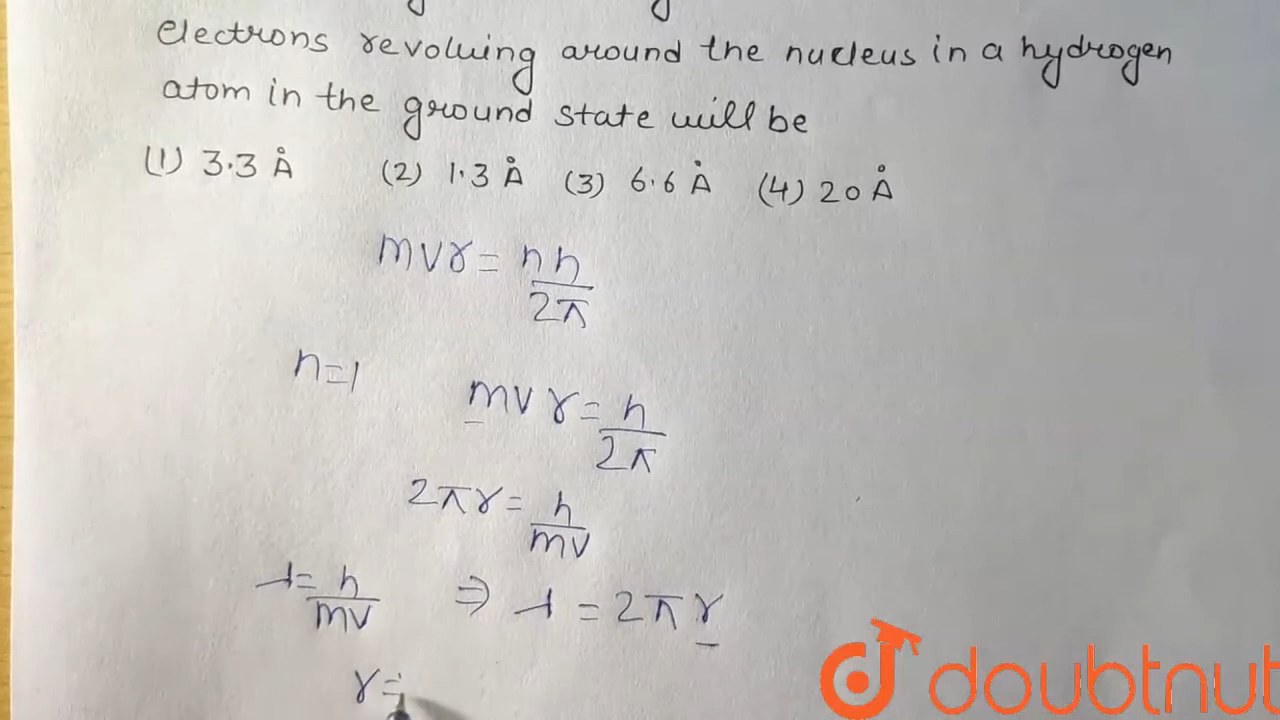 electrons revolving around the nucleus in a hydrogen
atom in the ground state will be
(1) 3.3 Å (2) 1.3 Å (3) 6.6 Å (4) 20 Å
mvr = nh/2π
n=1 mvr = h/2π
2πr = h/mv
λ = h/mv ⇒ λ = 2πr
r =
doubtnut